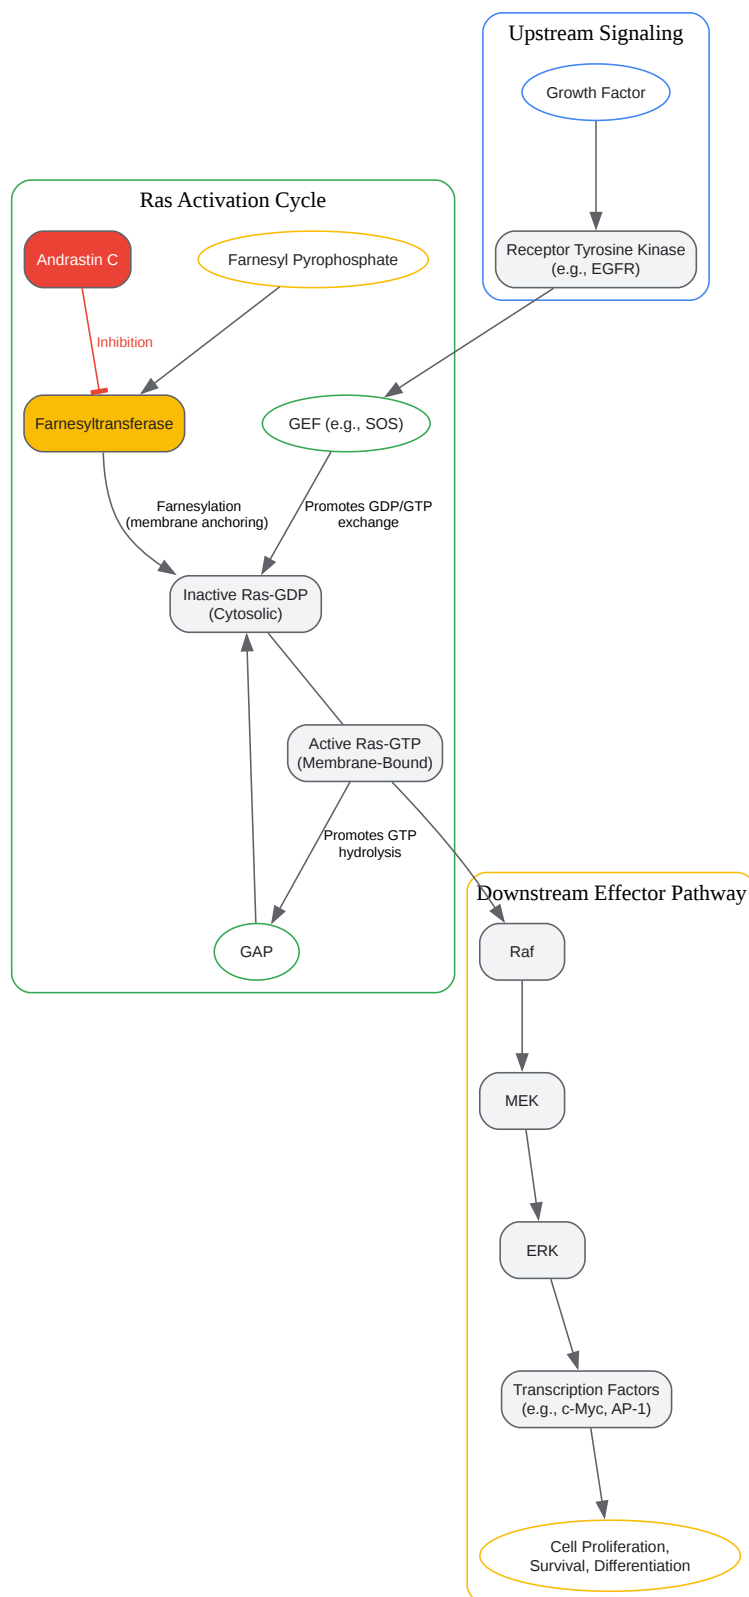 Upstream Signaling
Growth Factor
Receptor Tyrosine Kinase
(e.g., EGFR)
Ras Activation Cycle
Andrastin C
Farnesyl Pyrophosphate
Inhibition
Farnesyltransferase
GEF (e.g., SOS)
Farnesylation
(membrane anchoring)
Promotes GDP/GTP
exchange
Inactive Ras-GDP
(Cytosolic)
Active Ras-GTP
(Membrane-Bound)
Promotes GTP
hydrolysis
GAP
Downstream Effector Pathway
Raf
MEK
ERK
Transcription Factors
(e.g., c-Myc, AP-1)
Cell Proliferation,
Survival, Differentiation